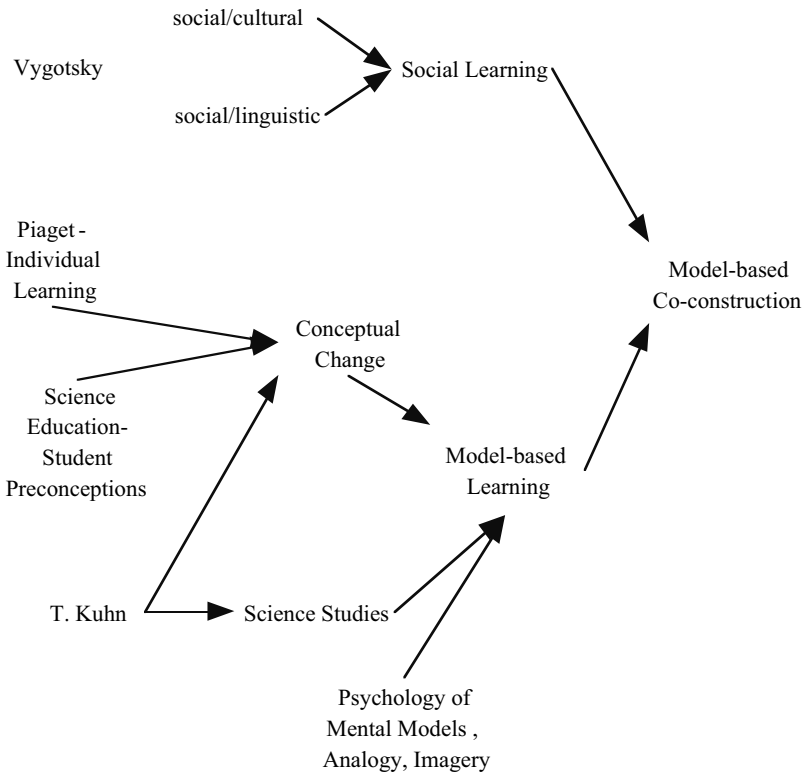 social/cultural
Vygotsky
Social Learning
social/linguistic
Piaget -
Individual
Learning
Model-based
Co-construction
Conceptual
Change
Science
Education-
Student
Preconceptions
Model-based
Learning
T. Kuhn
Science Studies
Psychology of
Mental Models ,
Analogy, Imagery